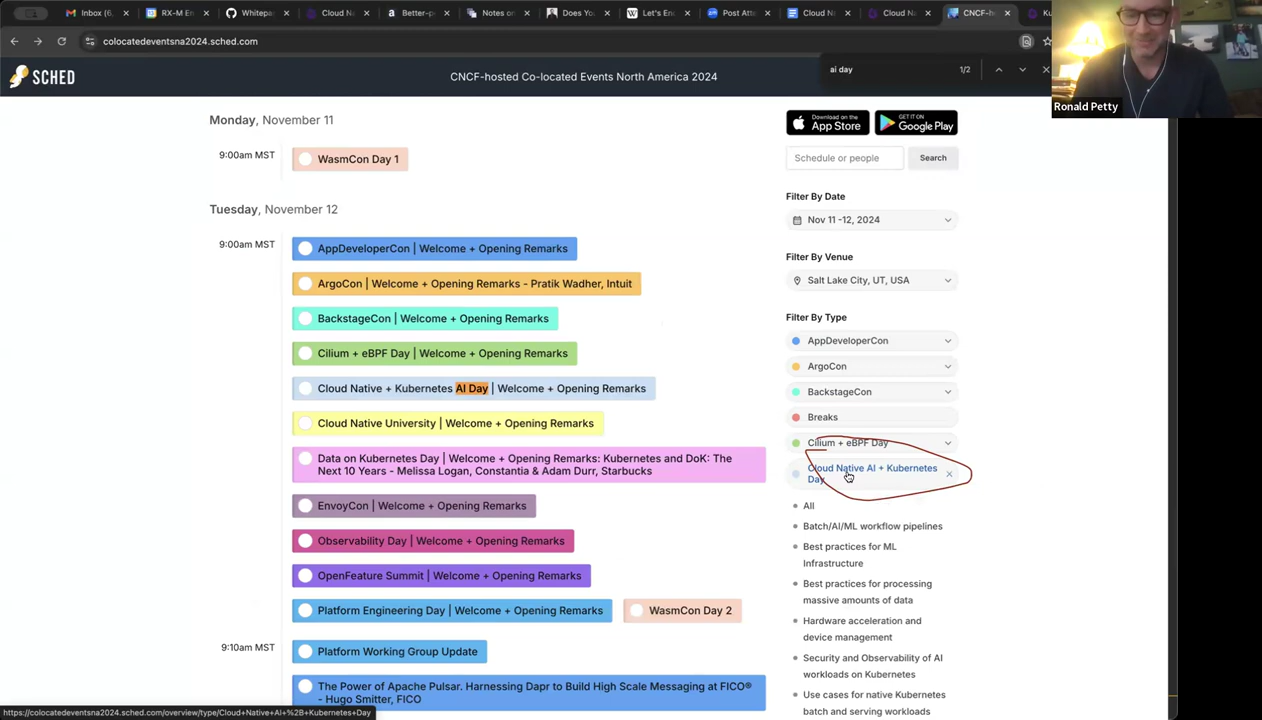 Inbox (6,
RX-M E
Whitepa
Cloud Ne
Better-p
Notes on
Does Yo
Let's En
Post Att
Cloud N
Cloud Na
CNCF-h
Ku
colocatedeventsna2024.sched.com
SCHED
CNCF-hosted Co-located Events North America 2024
ai day
1/2
Ronald Petty
Monday, November 11
9:00am MST
WasmCon Day 1
Tuesday, November 12
9:00am MST
AppDeveloperCon | Welcome + Opening Remarks
ArgoCon | Welcome + Opening Remarks - Pratik Wadher, Intuit
BackstageCon | Welcome + Opening Remarks
Cilium + eBPF Day | Welcome + Opening Remarks
Cloud Native + Kubernetes AI Day | Welcome + Opening Remarks
Cloud Native University | Welcome + Opening Remarks
Data on Kubernetes Day | Welcome + Opening Remarks: Kubernetes and DoK: The
Next 10 Years - Melissa Logan, Constantia & Adam Durr, Starbucks
EnvoyCon | Welcome + Opening Remarks
Observability Day | Welcome + Opening Remarks
OpenFeature Summit | Welcome + Opening Remarks
Platform Engineering Day | Welcome + Opening Remarks
WasmCon Day 2
9:10am MST
Platform Working Group Update
The Power of Apache Pulsar. Harnessing Dapr to Build High Scale Messaging at FICO®
- Hugo Smitter, FICO
Download on the
App Store
GET IT ON
Google Play
Schedule or people
Search
Filter By Date
Nov 11 -12, 2024
Filter By Venue
Salt Lake City, UT, USA
Filter By Type
AppDeveloperCon
ArgoCon
BackstageCon
Breaks
Cilium + eBPF Day
Cloud Native AI + Kubernetes
Day
All
Batch/AI/ML workflow pipelines
Best practices for ML
Infrastructure
Best practices for processing
massive amounts of data
Hardware acceleration and
device management
Security and Observability of AI
workloads on Kubernetes
Use cases for native Kubernetes
batch and serving workloads
https://colocatedeventsna2024.sched.com/overview/type/Cloud+Native+AI+%2B+Kubernetes+Day